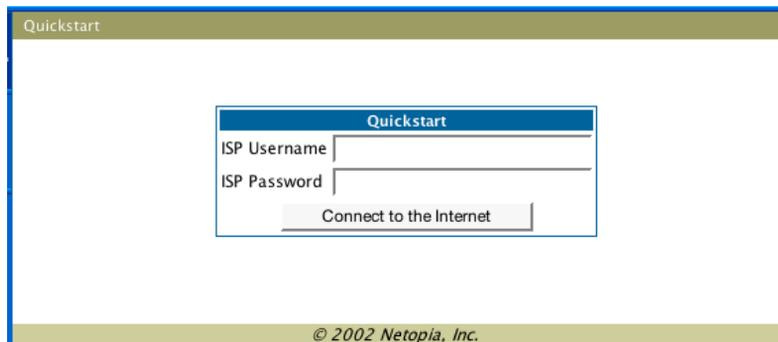 Quickstart
Quickstart
ISP Username
ISP Password
Connect to the Internet
© 2002 Netopia, Inc.